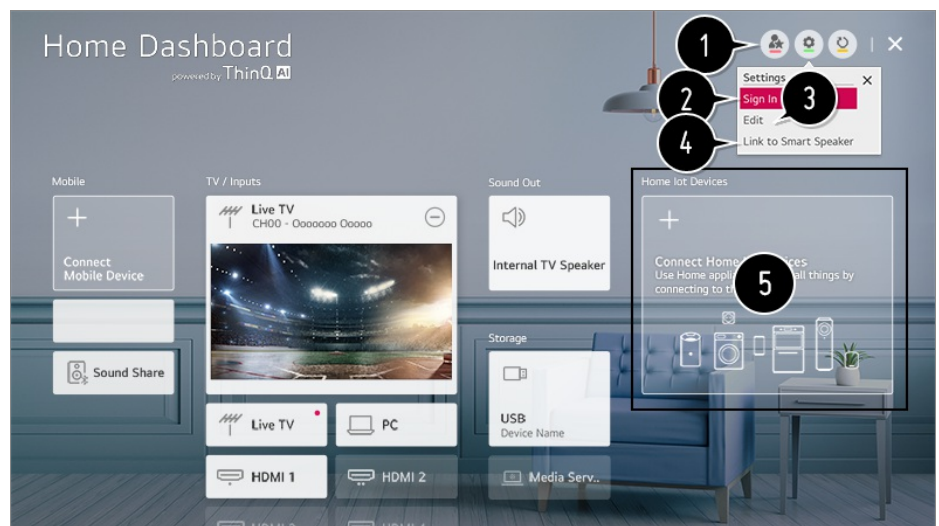 Home Dashboard
powered by ThinQ AI
1
Settings
2
Sign In
3
Edit
4
Link to Smart Speaker
Mobile
TV / Inputs
Sound Out
Home Iot Devices
Live TV
CH00 - Ooooooo Ooooo
Connect
Mobile Device
Internal TV Speaker
Connect Home
Use Home all things by
connecting to
5
Storage
Sound Share
USB
Device Name
Live TV
PC
HDMI 1
HDMI 2
Media Serv..